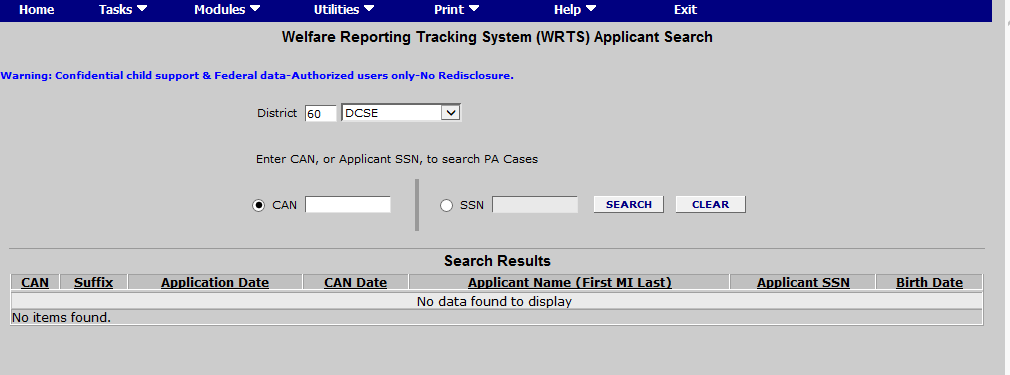 Home Tasks Modules Utilities Print Help Exit
Welfare Reporting Tracking System (WRTS) Applicant Search
Warning: Confidential child support & Federal data-Authorized users only-No Redisclosure.
District 60 DCSE
Enter CAN, or Applicant SSN, to search PA Cases
CAN SSN SEARCH CLEAR
Search Results
CAN Suffix Application Date CAN Date Applicant Name (First MI Last) Applicant SSN Birth Date
No data found to display
No items found.